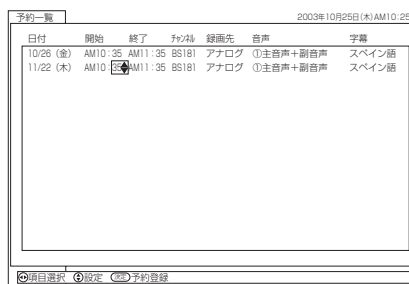 予約一覧 2003年10月25日(木)AM10:25
日付 開始 終了 チャンネル 録画先 音声 字幕
10/26 (金) AM10:35 AM11:35 BS181 アナログ ①主音声+副音声 スペイン語
11/22 (木) AM10:35 AM11:35 BS181 アナログ ①主音声+副音声 スペイン語
項目選択 設定 決定 予約登録